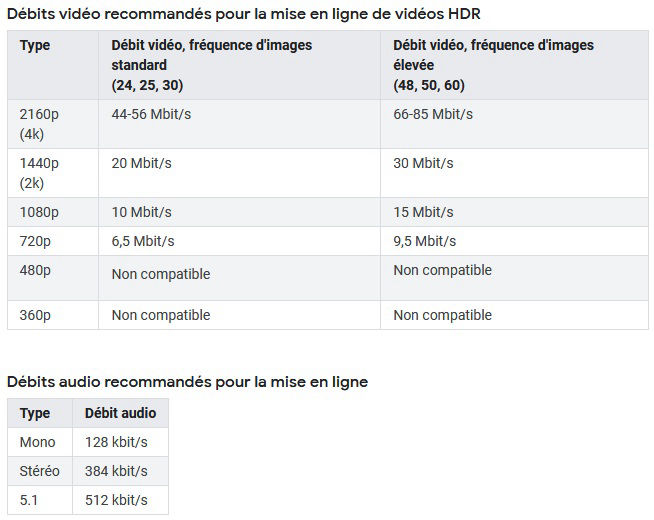 Débits vidéo recommandés pour la mise en ligne de vidéos HDR
Type Débit vidéo, fréquence d'images standard (24, 25, 30) Débit vidéo, fréquence d'images élevée (48, 50, 60)
2160p (4k) 44-56 Mbit/s 66-85 Mbit/s
1440p (2k) 20 Mbit/s 30 Mbit/s
1080p 10 Mbit/s 15 Mbit/s
720p 6,5 Mbit/s 9,5 Mbit/s
480p Non compatible Non compatible
360p Non compatible Non compatible
Débits audio recommandés pour la mise en ligne
Type Débit audio
Mono 128 kbit/s
Stéréo 384 kbit/s
5.1 512 kbit/s